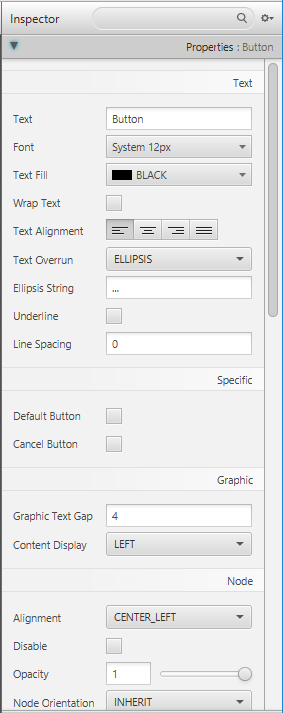 Inspector
Properties : Button
Text
Text Button
Font System 12px
Text Fill BLACK
Wrap Text
Text Alignment
Text Overrun ELLIPSIS
Ellipsis String ...
Underline
Line Spacing 0
Specific
Default Button
Cancel Button
Graphic
Graphic Text Gap 4
Content Display LEFT
Node
Alignment CENTER_LEFT
Disable
Opacity 1
Node Orientation INHERIT